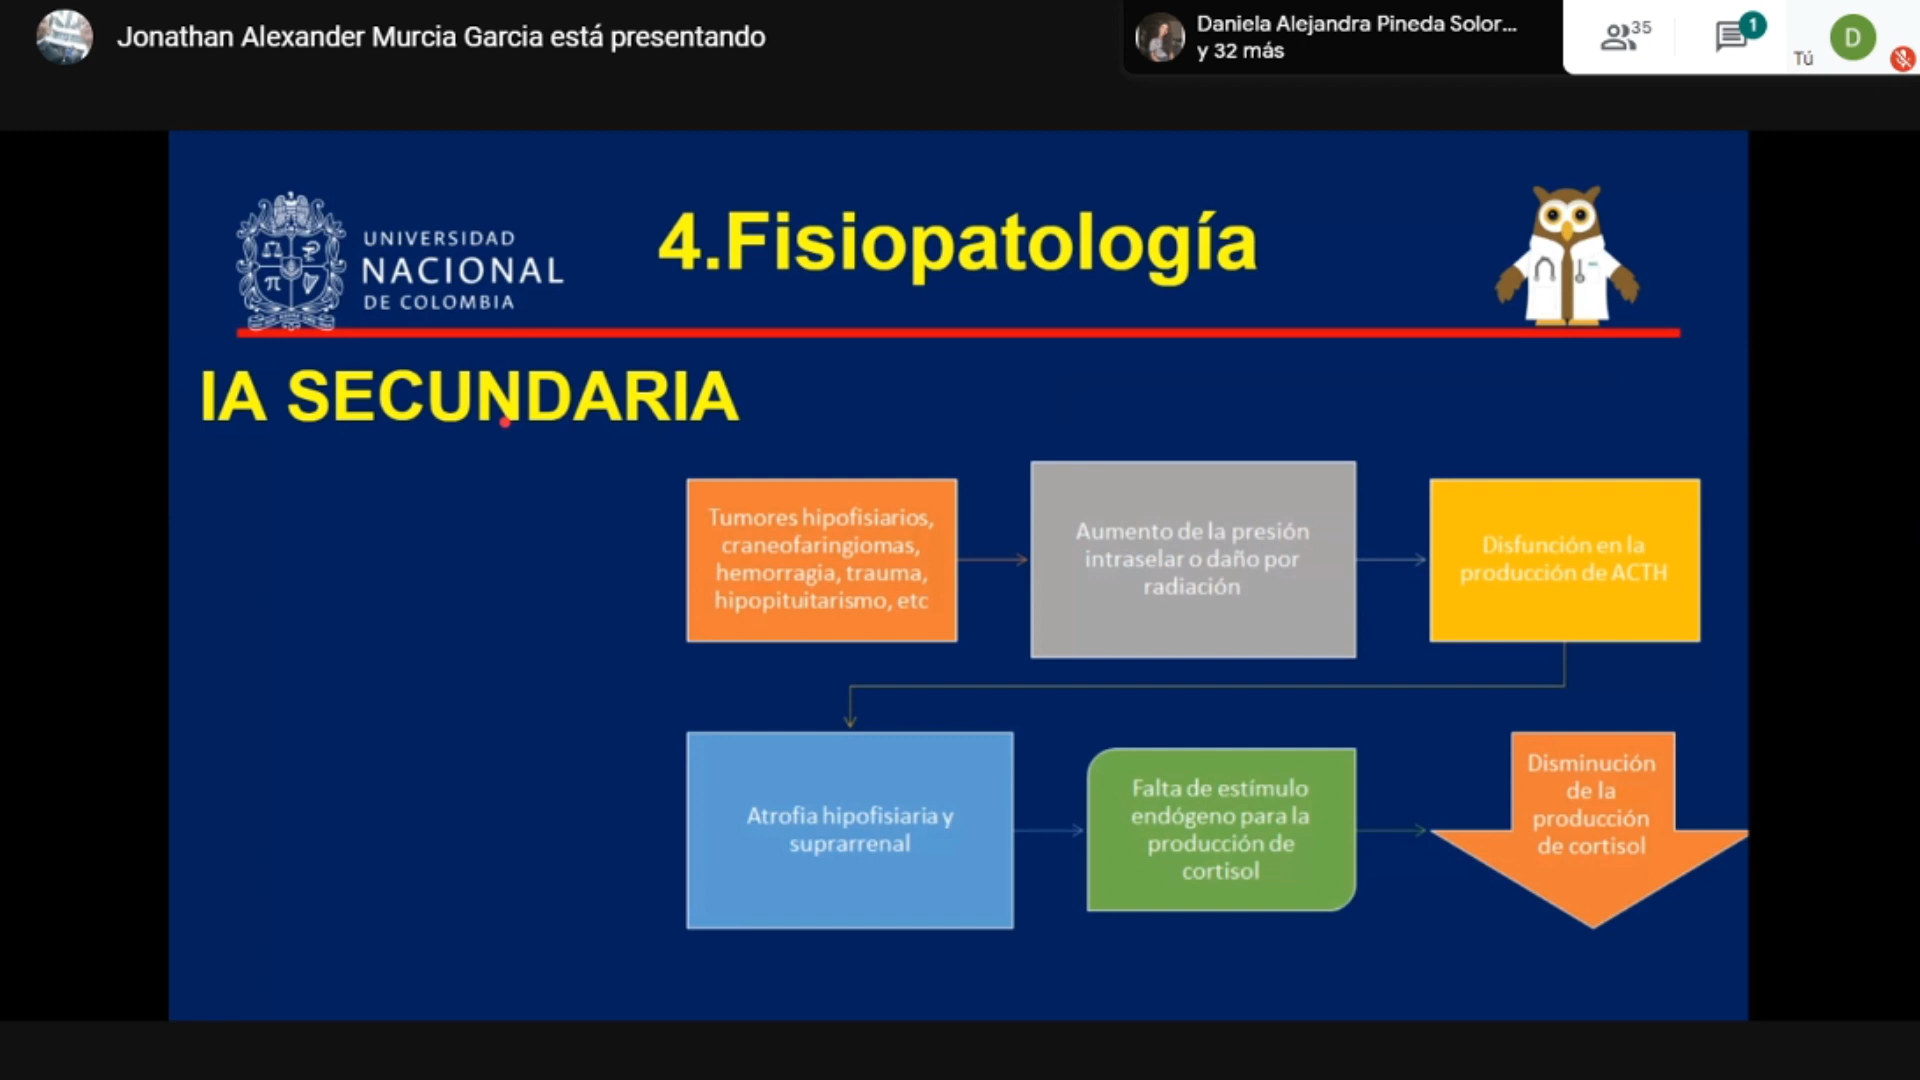 Jonathan Alexander Murcia Garcia está presentando
Daniela Alejandra Pineda Solor...
y 32 más
35
1
Tú
D
UNIVERSIDAD
NACIONAL
DE COLOMBIA
4.Fisiopatología
IA SECUNDARIA
Tumores hipofisiarios,
craneofaringiomas,
hemorragia, trauma,
hipopituitarismo, etc
Aumento de la presión
intraselar o daño por
radiación
Disfunción en la
producción de ACTH
Atrofia hipofisiaria y
suprarrenal
Falta de estímulo
endógeno para la
producción de
cortisol
Disminución
de la
producción
de cortisol